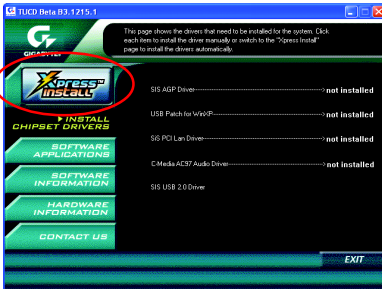 TUCD Beta B3.1215.1
This page shows the drivers that need to be installed for the system. Click
each item to install the driver manually or switch to the "Xpress Install"
page to install the drivers automatically.
GIGABYTE
Xpress™
Install
INSTALL
CHIPSET DRIVERS
SOFTWARE
APPLICATIONS
SOFTWARE
INFORMATION
HARDWARE
INFORMATION
CONTACT US
SIS AGP Driver--->not installed
USB Patch for WinXP--->not installed
SiS PCI Lan Driver--->not installed
C-Media AC97 Audio Driver--->not installed
SIS USB 2.0 Driver
EXIT